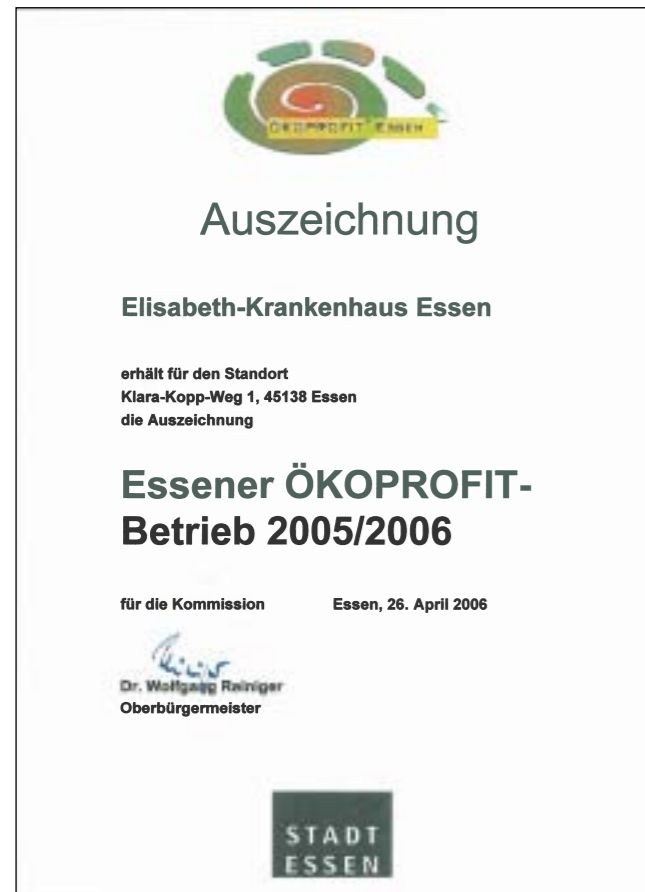 ÖKOPROFIT ESSEN
Auszeichnung
Elisabeth-Krankenhaus Essen
erhält für den Standort
Klara-Kopp-Weg 1, 45138 Essen
die Auszeichnung
Essener ÖKOPROFIT-
Betrieb 2005/2006
für die Kommission Essen, 26. April 2006
Dr. Wolfgang Reiniger
Oberbürgermeister
STADT
ESSEN